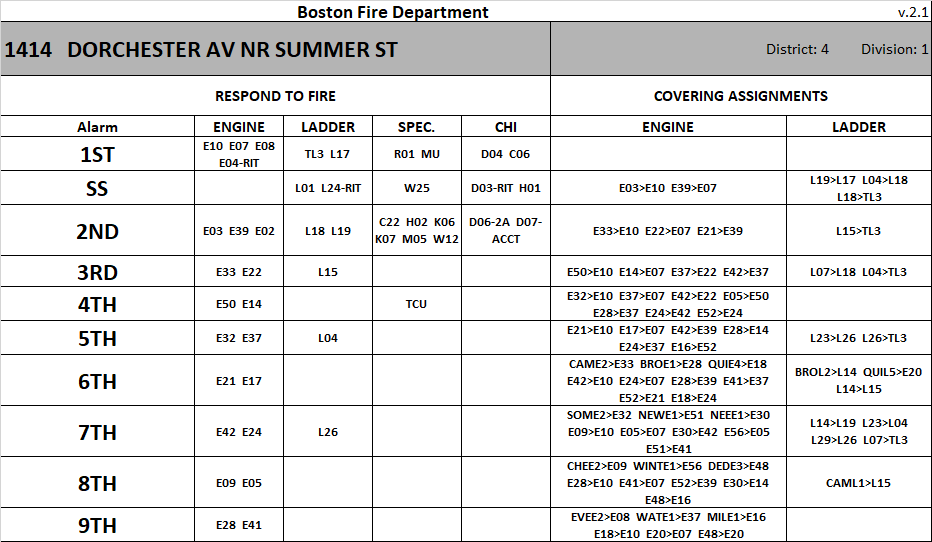 Boston Fire Department v.2.1
1414 DORCHESTER AV NR SUMMER ST District: 4 Division: 1
RESPOND TO FIRE COVERING ASSIGNMENTS
Alarm ENGINE LADDER SPEC. CHI ENGINE LADDER
1ST
E10 E07 E08
E04-RIT
TL3 L17
R01 MU
D04 C06
SS
L01 L24-RIT
W25
D03-RIT H01
E03>E10 E39>E07
L19>L17 L04>L18
L18>TL3
2ND
E03 E39 E02
L18 L19
C22 H02 K06
K07 M05 W12
D06-2A D07-
ACCT
E33>E10 E22>E07 E21>E39
L15>TL3
3RD
E33 E22
L15
E50>E10 E14>E07 E37>E22 E42>E37
L07>L18 L04>TL3
4TH
E50 E14
TCU
E32>E10 E37>E07 E42>E22 E05>E50
E28>E37 E24>E42 E52>E24
5TH
E32 E37
L04
E21>E10 E17>E07 E42>E39 E28>E14
E24>E37 E16>E52
L23>L26 L26>TL3
6TH
E21 E17
CAME2>E33 BROE1>E28 QUIE4>E18
E42>E10 E24>E07 E28>E39 E41>E37
E52>E21 E18>E24
BROL2>L14 QUIL5>E20
L14>L15
7TH
E42 E24
L26
SOME2>E32 NEWE1>E51 NEEE1>E30
E09>E10 E05>E07 E30>E42 E56>E05
E51>E41
L14>L19 L23>L04
L29>L26 L07>TL3
8TH
E09 E05
CHEE2>E09 WINTE1>E56 DEDE3>E48
E28>E10 E41>E07 E52>E39 E30>E14
E48>E16
CAML1>L15
9TH
E28 E41
EVEE2>E08 WATE1>E37 MILE1>E16
E18>E10 E20>E07 E48>E20